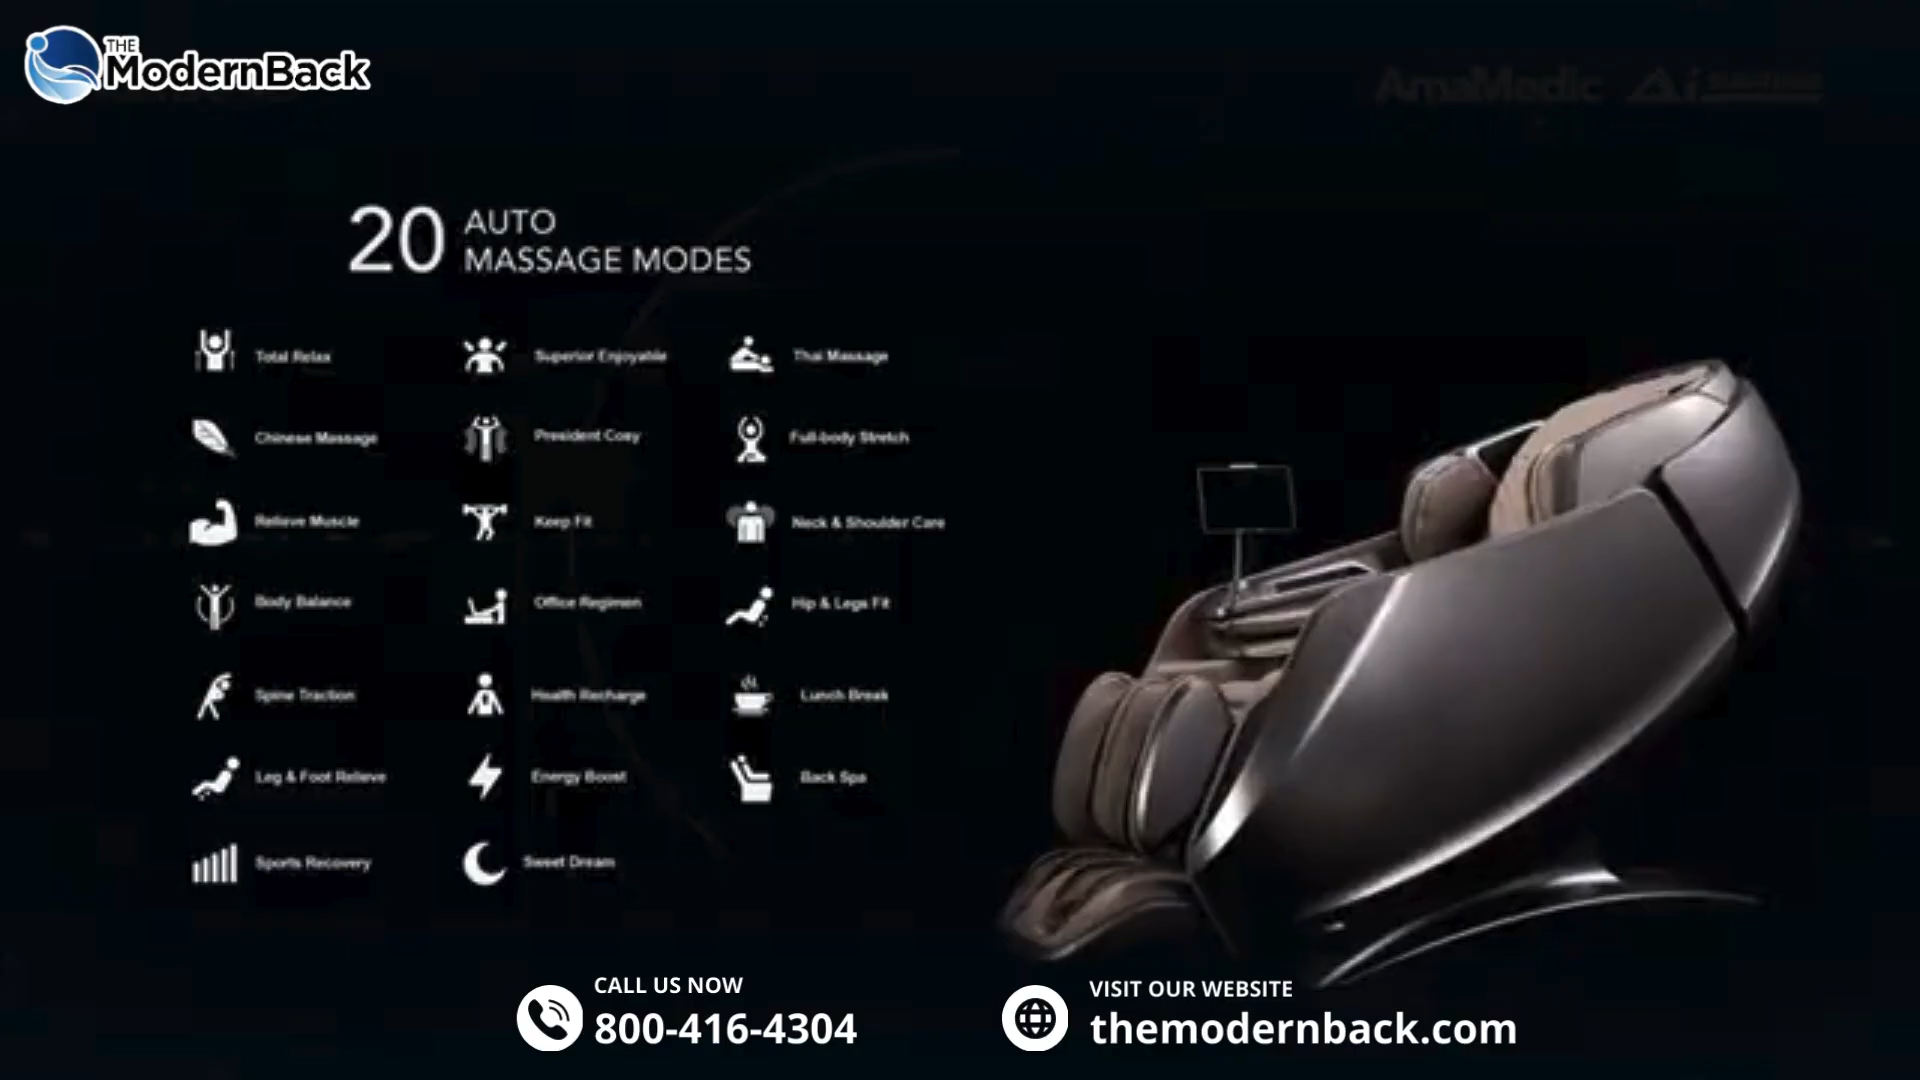 THE
ModernBack
AmaMedic Ai
20 AUTO
MASSAGE MODES
Total Relax
Superior Enjoyable
Thai Massage
Chinese Massage
President Cosy
Full-body Stretch
Relieve Muscle
Keep Fit
Neck & Shoulder Care
Body Balance
Office Regimen
Hip & Legs Fit
Spine Traction
Health Recharge
Lunch Break
Leg & Foot Relieve
Energy Boost
Back Spa
Sports Recovery
Sweet Dream
CALL US NOW
800-416-4304
VISIT OUR WEBSITE
themodernback.com